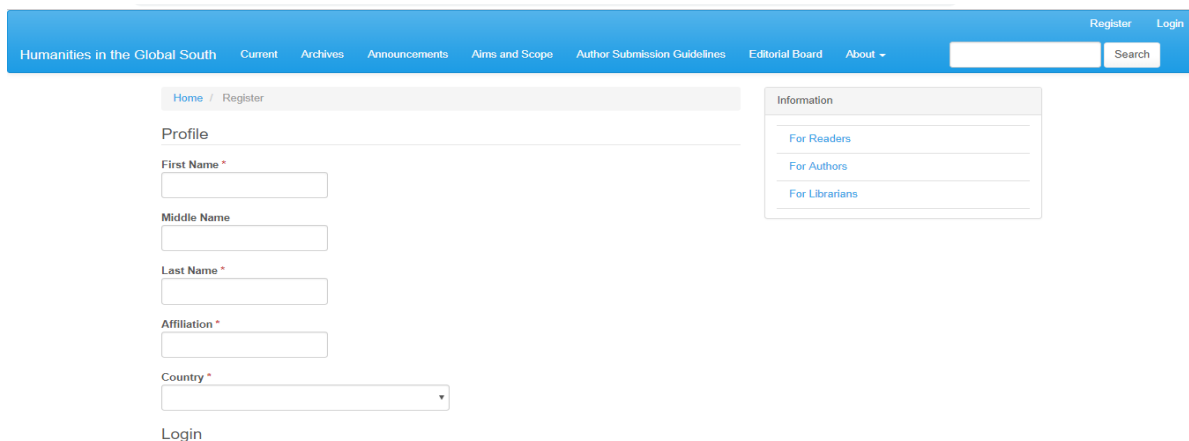 Register Login
Humanities in the Global South Current Archives Announcements Aims and Scope Author Submission Guidelines Editorial Board About Search
Home / Register
Profile
First Name *
Middle Name
Last Name *
Affiliation *
Country *
Login
Information
For Readers
For Authors
For Librarians